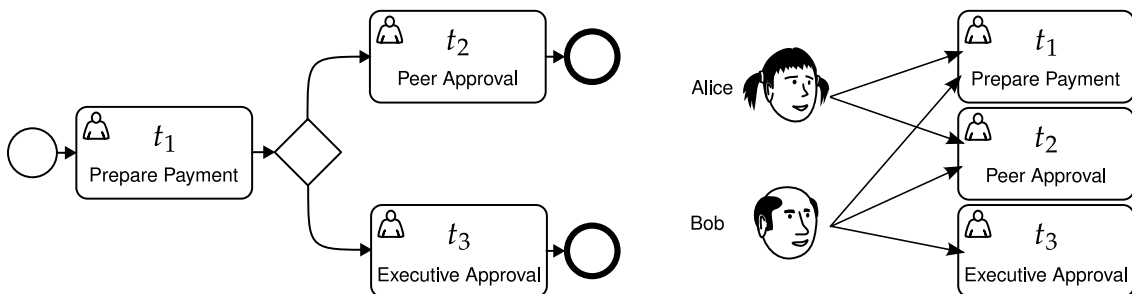 t2
Peer Approval
t1
Prepare Payment
t3
Executive Approval
Alice
Bob
t1
Prepare Payment
t2
Peer Approval
t3
Executive Approval